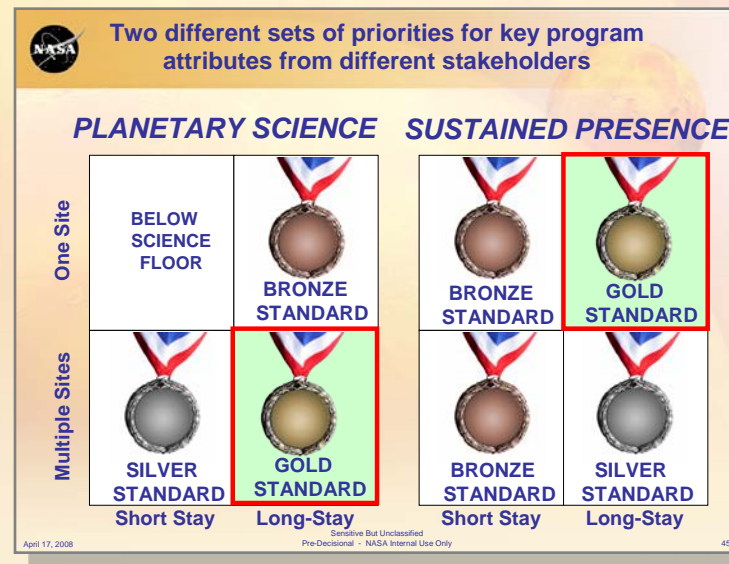 NASA
Two different sets of priorities for key program
attributes from different stakeholders
PLANETARY SCIENCE
SUSTAINED PRESENCE
One Site
BELOW
SCIENCE
FLOOR
BRONZE
STANDARD
BRONZE
STANDARD
GOLD
STANDARD
Multiple Sites
SILVER
STANDARD
GOLD
STANDARD
BRONZE
STANDARD
SILVER
STANDARD
Short Stay
Long-Stay
Short Stay
Long-Stay
April 17, 2008
Sensitive But Unclassified
Pre-Decisional - NASA Internal Use Only
45